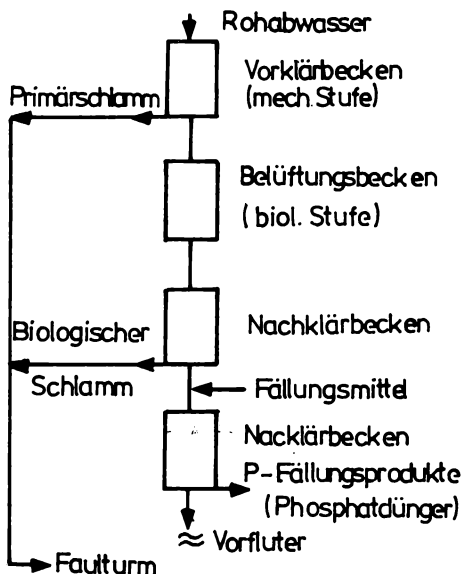 Rohabwasser
Vorklärbecken
(mech. Stufe)
Primärschlamm
Belüftungsbecken
(biol. Stufe)
Nachklärbecken
Biologischer
Schlamm
Fällungsmittel
Nacklärbecken
P-Fällungsprodukte
(Phosphatdünger)
≈ Vorfluter
Faulturm